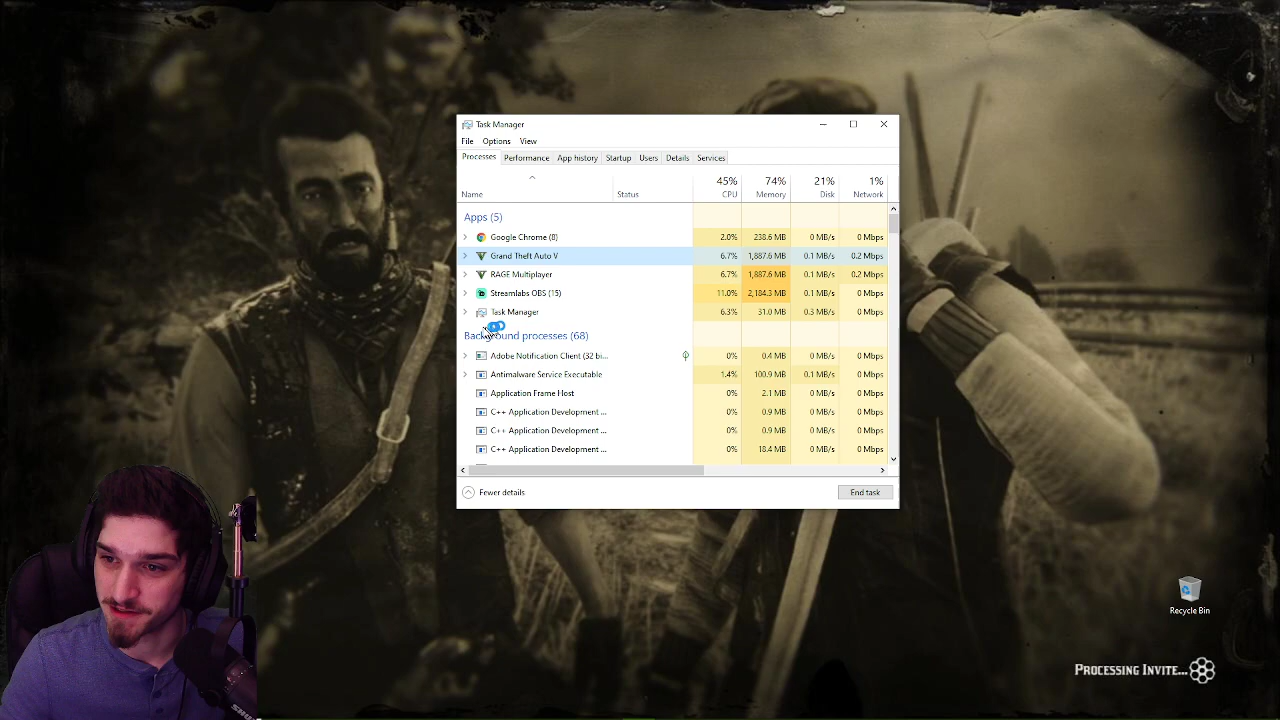 Task Manager
File Options View
Processes Performance App history Startup Users Details Services
45% 74% 21% 1%
Name Status CPU Memory Disk Network
Apps (5)
Google Chrome (8) 2.0% 238.6 MB 0 MB/s 0 Mbps
Grand Theft Auto V 6.7% 1,887.6 MB 0.1 MB/s 0.2 Mbps
RAGE Multiplayer 6.7% 1,887.6 MB 0.1 MB/s 0.2 Mbps
Streamlabs OBS (15) 11.0% 2,184.3 MB 0.1 MB/s 0 Mbps
Task Manager 6.3% 31.0 MB 0.3 MB/s 0 Mbps
Background processes (68)
Adobe Notification Client (32 bi... 0% 0.4 MB 0 MB/s 0 Mbps
Antimalware Service Executable 1.4% 100.9 MB 0.1 MB/s 0 Mbps
Application Frame Host 0% 2.1 MB 0 MB/s 0 Mbps
C++ Application Development ... 0% 0.9 MB 0 MB/s 0 Mbps
C++ Application Development ... 0% 0.9 MB 0 MB/s 0 Mbps
C++ Application Development ... 0% 18.4 MB 0 MB/s 0 Mbps
Fewer details End task
Recycle Bin
Processing Invite...